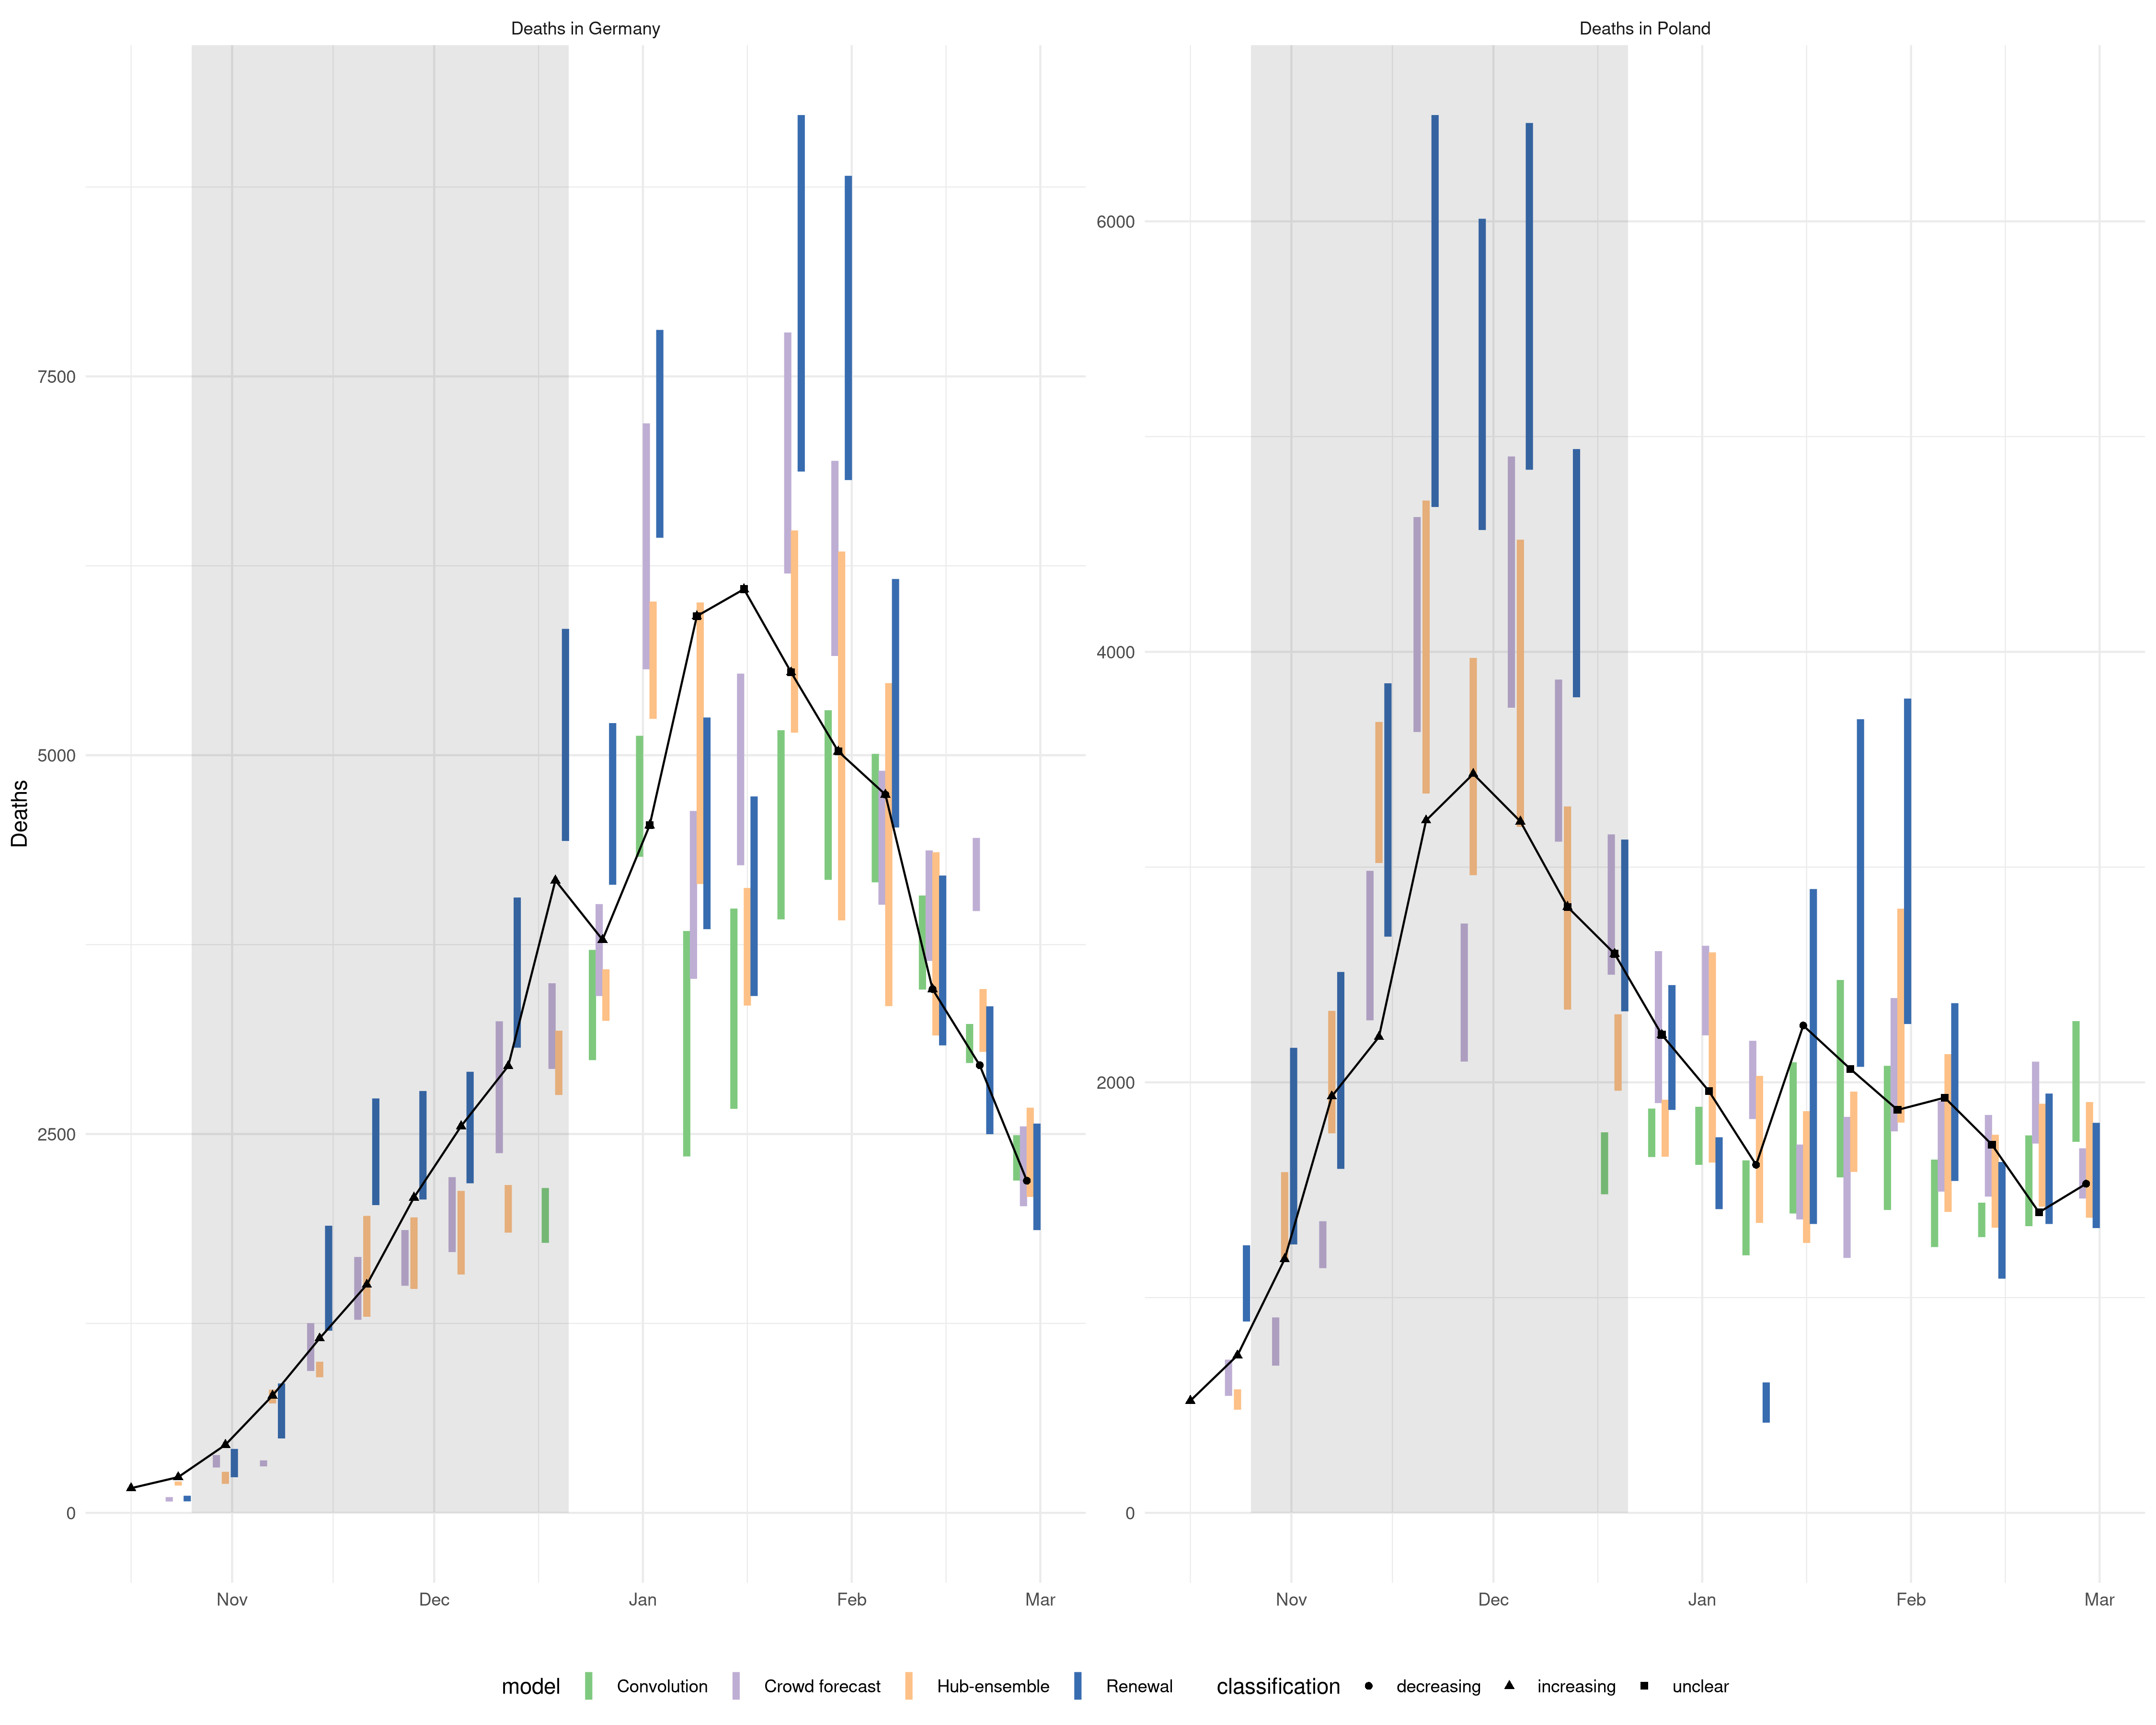 Deaths in Germany
Deaths in Poland
Deaths
7500
5000
2500
0
6000
4000
2000
0
Nov Dec Jan Feb Mar
Nov Dec Jan Feb Mar
model Convolution Crowd forecast Hub-ensemble Renewal classification decreasing increasing unclear